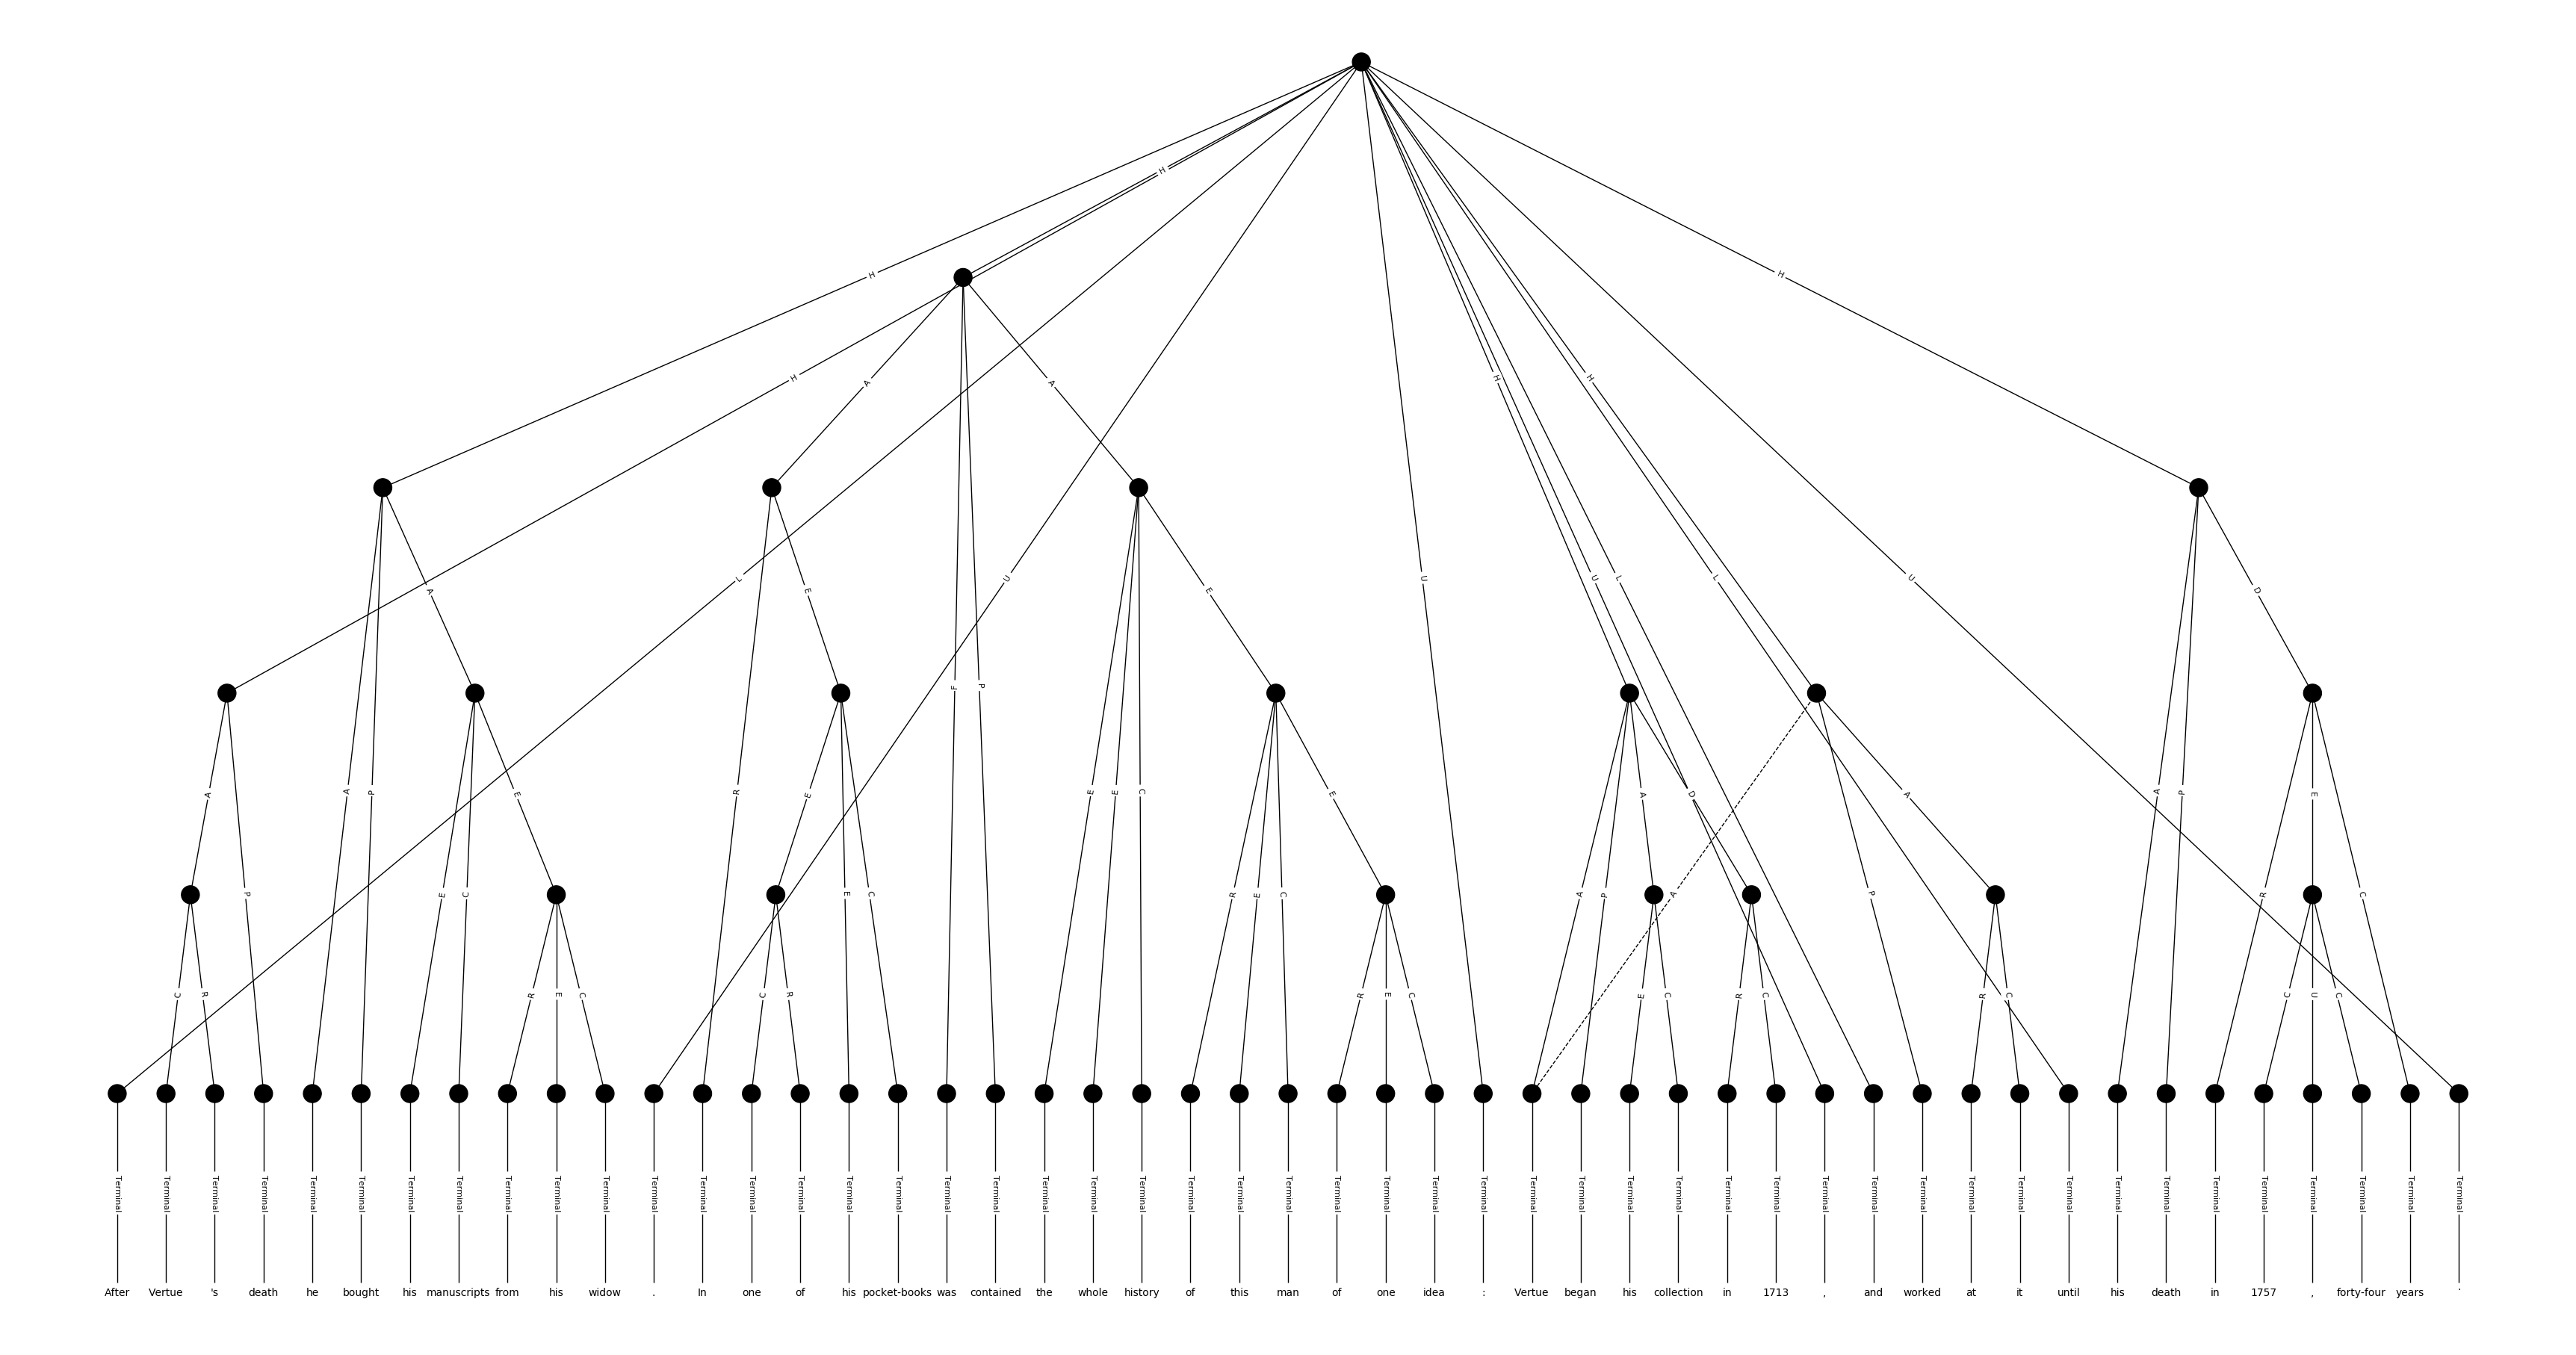 H
H
H
H H H
A A
L U U U L L U
A E E D
F P
A P R E E C A P
A E E E A D A E
P E C E C R E C A P A P R C
C R R E C C R R E C E C R C R C C U C
Terminal Terminal Terminal Terminal Terminal Terminal Terminal Terminal Terminal Terminal Terminal Terminal Terminal Terminal Terminal Terminal Terminal Terminal Terminal Terminal Terminal Terminal Terminal Terminal Terminal Terminal Terminal Terminal Terminal Terminal Terminal Terminal Terminal Terminal Terminal Terminal Terminal Terminal Terminal Terminal Terminal Terminal Terminal Terminal Terminal Terminal Terminal Terminal Terminal
After Vertue 's death he bought his manuscripts from his widow . In one of his pocket-books was contained the whole history of this man of one idea : Vertue began his collection in 1713 , and worked at it until his death in 1757 , forty-four years .